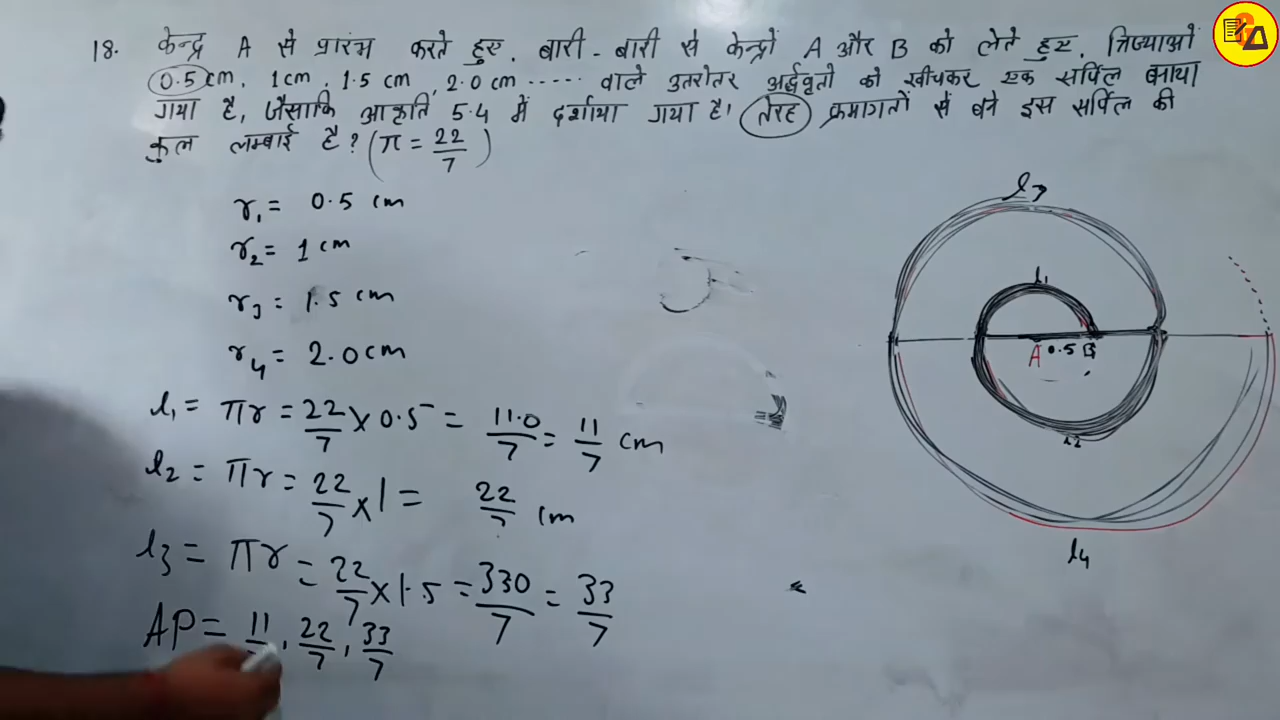 18. केन्द्र A से प्रारंभ करते हुए, बारी-बारी से केन्द्रों A और B को लेते हुए, त्रिज्याओं
0.5 cm, 1 cm, 1.5 cm, 2.0 cm ...... वाले उतरोतर अर्द्धवृतो को खीचकर एक सर्पिल बनाया
गया है, जैसाकि आकृति 5.4 में दर्शाया गया है। तेरह क्रमागतों से बने इस सर्पिल की
कुल लम्बाई है? (π = 22/7)
r₁ = 0.5 cm
r₂ = 1 cm
r₃ = 1.5 cm
r₄ = 2.0 cm
l₁ = πr = 22/7 × 0.5 = 11.0/7 = 11/7 cm
l₂ = πr = 22/7 × 1 = 22/7 cm
l₃ = πr = 22/7 × 1.5 = 330/7 = 33/7
AP = 11/, 22/7, 33/7
l₃
l₁
A 0.5 B
l₂
l₄